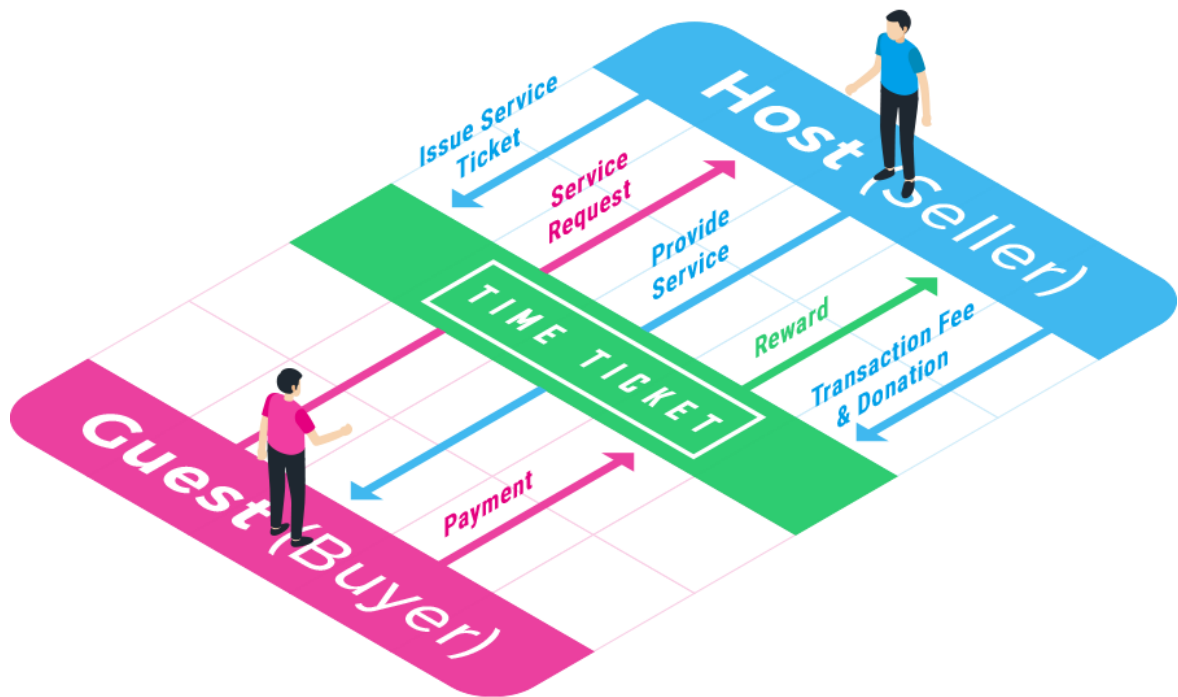 Host (Seller)
Issue Service
Ticket
Service
Request
Provide
Service
Reward
Transaction Fee
& Donation
TIME TICKET
Payment
Guest (Buyer)